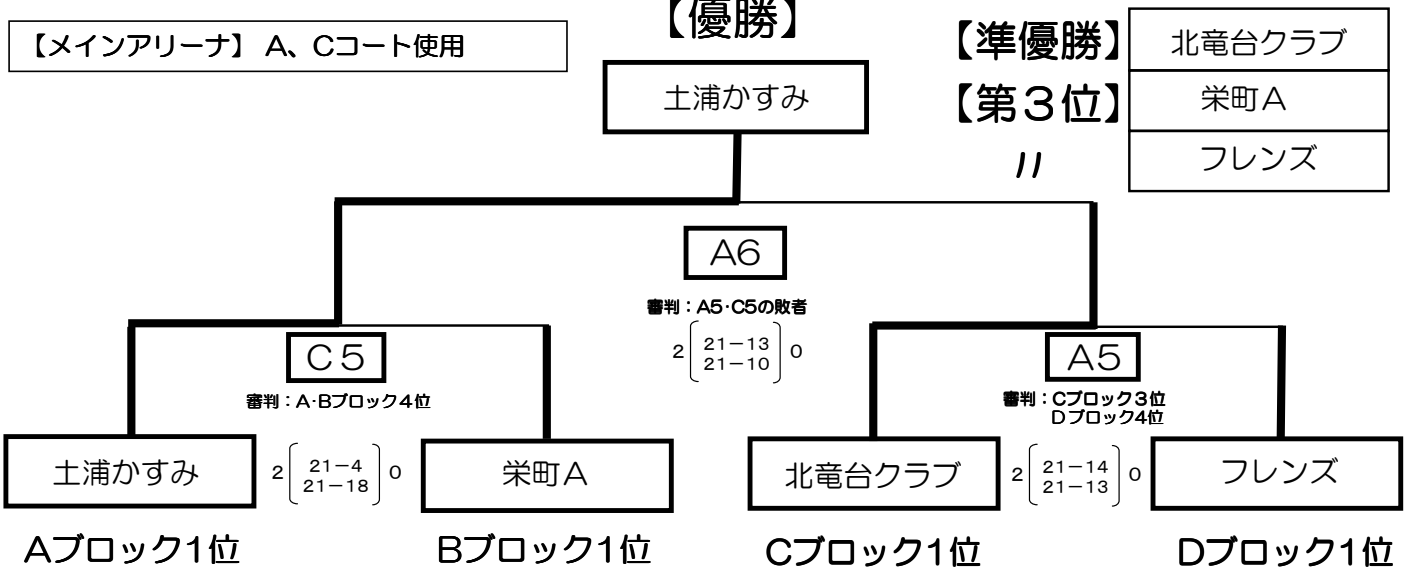 【優勝】
【メインアリーナ】 A、Cコート使用
土浦かすみ
【準優勝】 北竜台クラブ
【第３位】 栄町A
〃 フレンズ
A6
審判：A5･C5の敗者
2 21－13 0
21－10
C5
審判：A･Bブロック４位
A5
審判：Cブロック３位
Dブロック4位
土浦かすみ 2 21－4 0 栄町A
21－18
北竜台クラブ 2 21－14 0 フレンズ
21－13
Aブロック1位 Bブロック1位 Cブロック1位 Dブロック1位